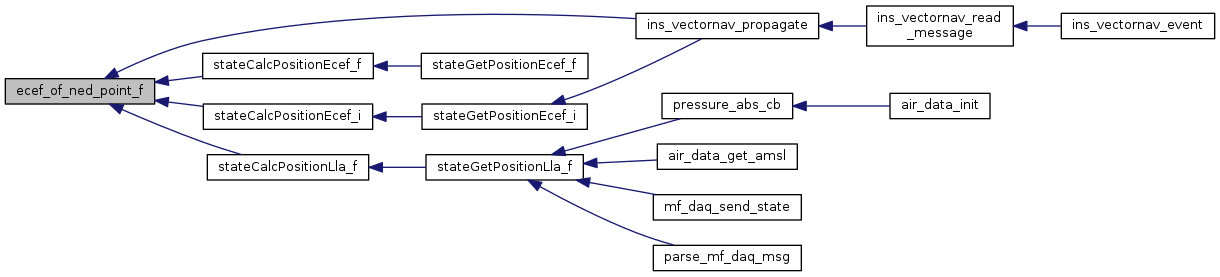 ecef_of_ned_point_f
ins_vectornav_propagate
ins_vectornav_read
_message
ins_vectornav_event
stateCalcPositionEcef_f
stateGetPositionEcef_f
stateCalcPositionEcef_i
stateGetPositionEcef_i
stateCalcPositionLla_f
stateGetPositionLla_f
pressure_abs_cb
air_data_init
air_data_get_amsl
mf_daq_send_state
parse_mf_daq_msg